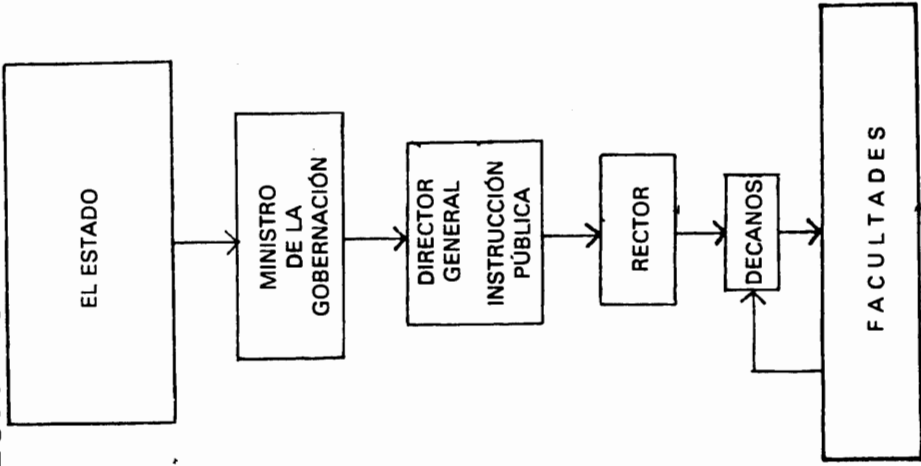 EL ESTADO
MINISTRO
DE LA
GOBERNACIÓN
DIRECTOR
GENERAL
INSTRUCCIÓN
PÚBLICA
RECTOR
DECANOS
FACULTADES